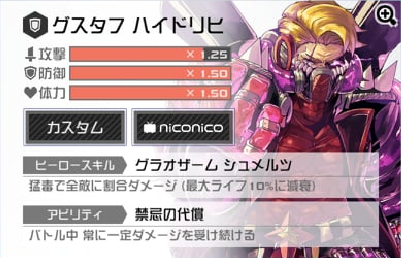 グスタフ ハイドリヒ
攻撃 × 1.25
防御 × 1.50
体力 × 1.50
カスタム niconico
ヒーロースキル グラオザーム シュメルツ
猛毒で全敵に割合ダメージ (最大ライフ10%に減衰)
アビリティ 禁忌の代償
バトル中 常に一定ダメージを受け続ける